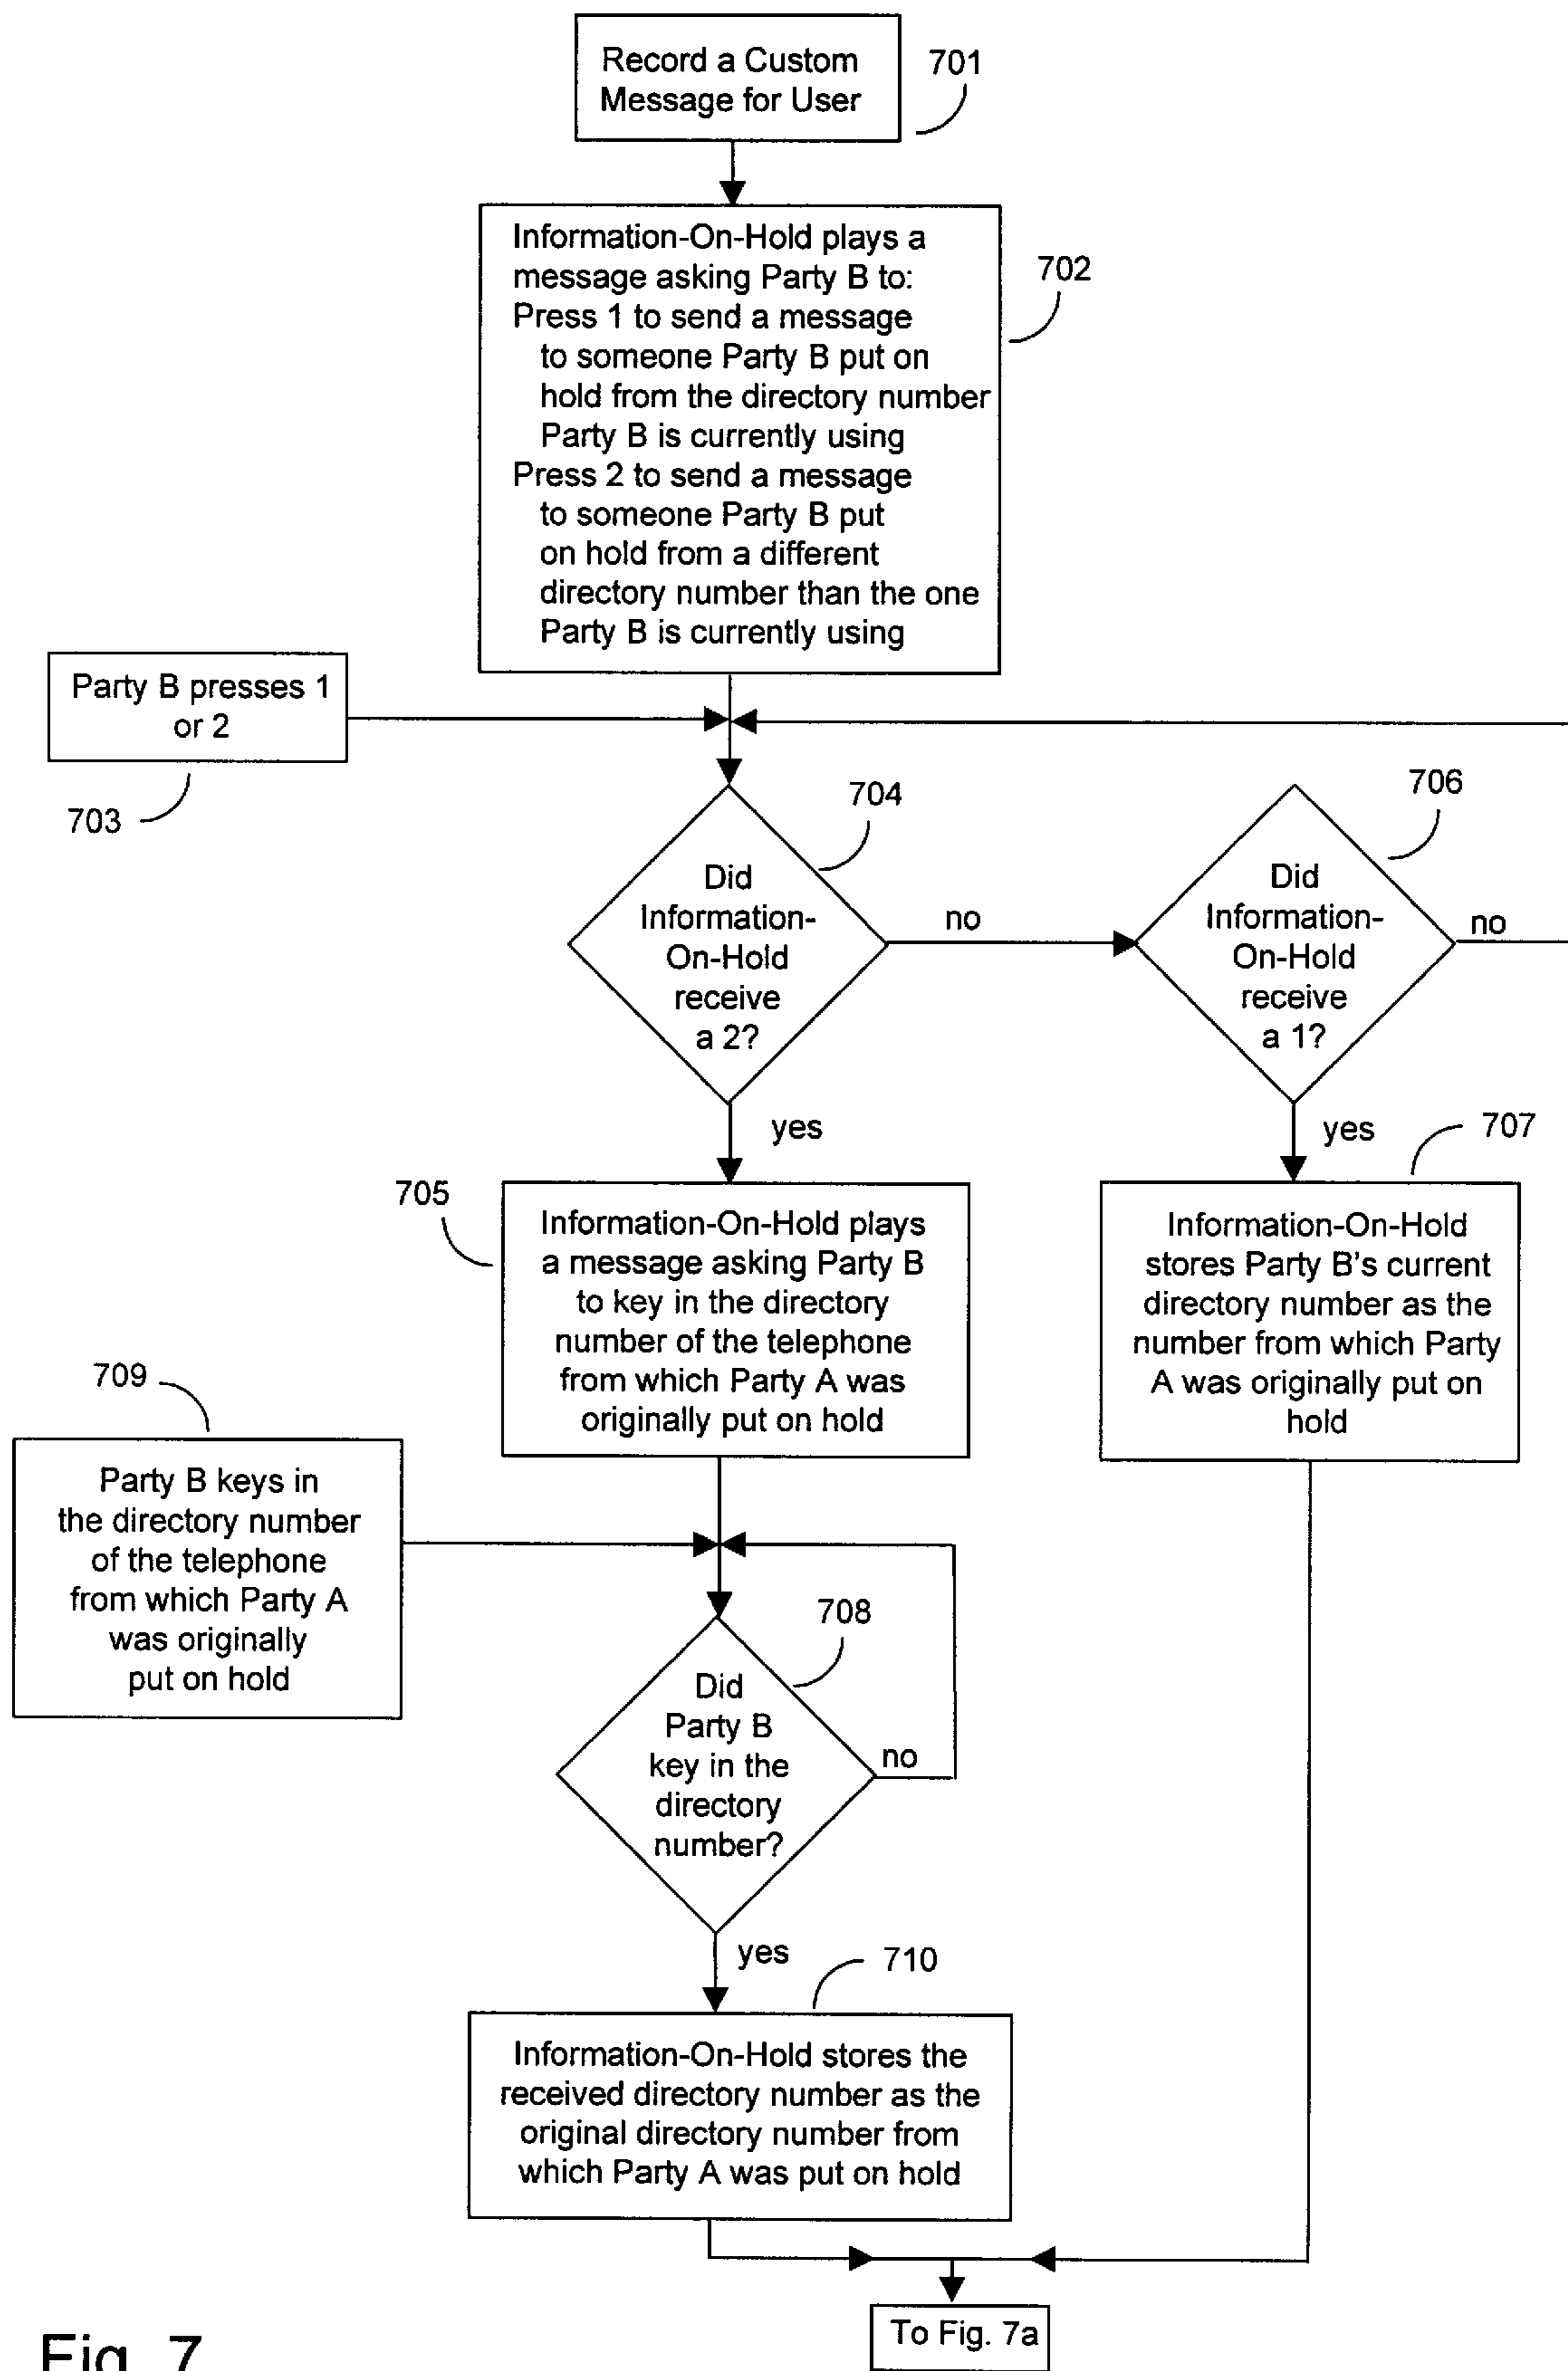 Record a Custom
Message for User
701
Information-On-Hold plays a
message asking Party B to:
Press 1 to send a message
to someone Party B put on
hold from the directory number
Party B is currently using
Press 2 to send a message
to someone Party B put
on hold from a different
directory number than the one
Party B is currently using
702
Party B presses 1
or 2
703
704
Did
Information-
On-Hold
receive
a 2?
no
706
Did
Information-
On-Hold
receive
a 1?
no
yes
yes
707
705
Information-On-Hold plays
a message asking Party B
to key in the directory
number of the telephone
from which Party A was
originally put on hold
Information-On-Hold
stores Party B's current
directory number as the
number from which Party
A was originally put on
hold
709
Party B keys in
the directory number
of the telephone
from which Party A
was originally
put on hold
708
Did
Party B
key in the
directory
number?
no
yes
710
Information-On-Hold stores the
received directory number as the
original directory number from
which Party A was put on hold
To Fig. 7a
Fig. 7